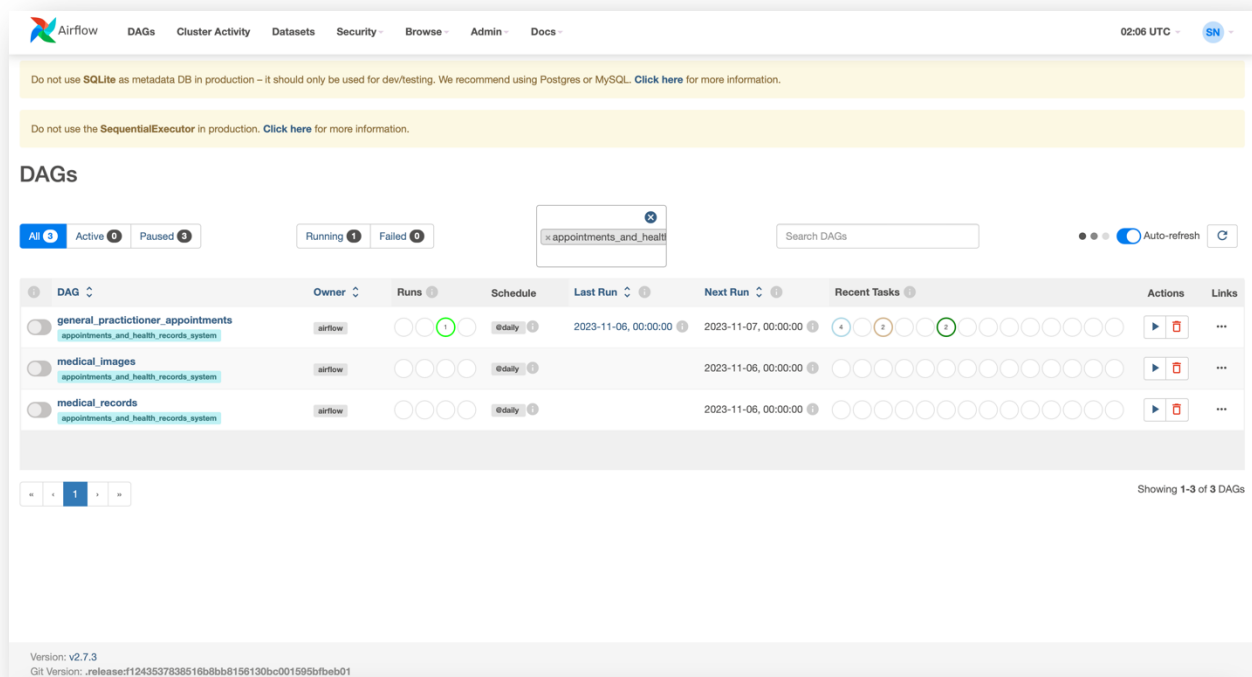 Airflow DAGs Cluster Activity Datasets Security Browse Admin Docs 02:06 UTC SN
Do not use SQLite as metadata DB in production – it should only be used for dev/testing. We recommend using Postgres or MySQL. Click here for more information.
Do not use the SequentialExecutor in production. Click here for more information.
DAGs
All 3 Active 0 Paused 3 Running 1 Failed 0 × appointments_and_healt Search DAGs Auto-refresh
DAG Owner Runs Schedule Last Run Next Run Recent Tasks Actions Links
general_practictioner_appointments airflow 1 @daily 2023-11-06, 00:00:00 2023-11-07, 00:00:00 4 2 2
appointments_and_health_records_system
medical_images airflow @daily 2023-11-06, 00:00:00
appointments_and_health_records_system
medical_records airflow @daily 2023-11-06, 00:00:00
appointments_and_health_records_system
« ‹ 1 › » Showing 1-3 of 3 DAGs
Version: v2.7.3
Git Version: .release:f1243537838516b8bb8156130bc001595bfbeb01